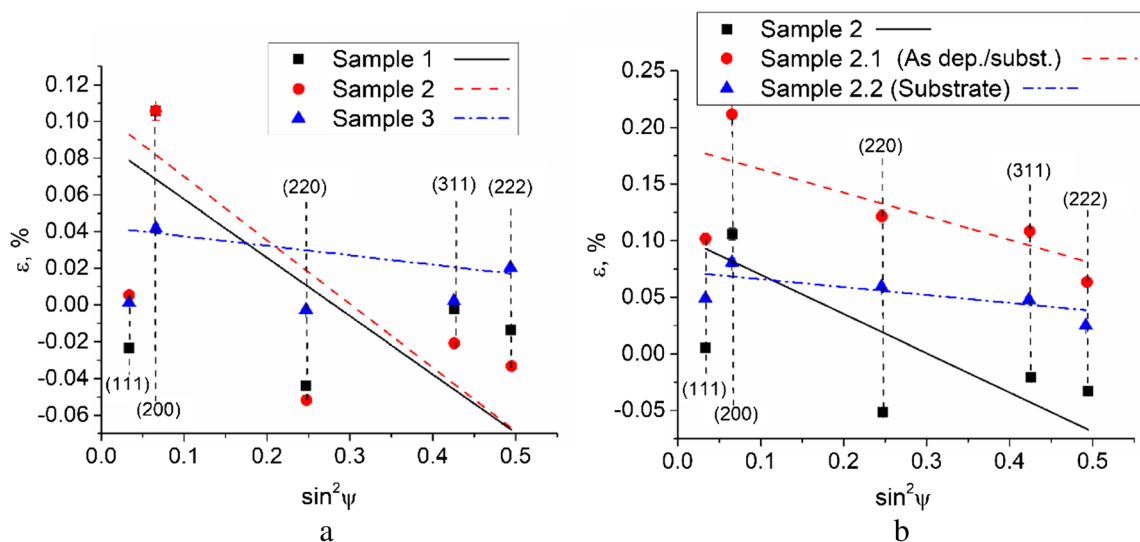 Sample 1
Sample 2
Sample 3
0.12
0.10
0.08
0.06
0.04
0.02
0.00
-0.02
-0.04
-0.06
ε, %
(111)
(200)
(220)
(311)
(222)
0.0 0.1 0.2 0.3 0.4 0.5
sin²ψ
a
Sample 2
Sample 2.1 (As dep./subst.)
Sample 2.2 (Substrate)
0.25
0.20
0.15
0.10
0.05
0.00
-0.05
ε, %
(111)
(200)
(220)
(311)
(222)
0.0 0.1 0.2 0.3 0.4 0.5
sin²ψ
b